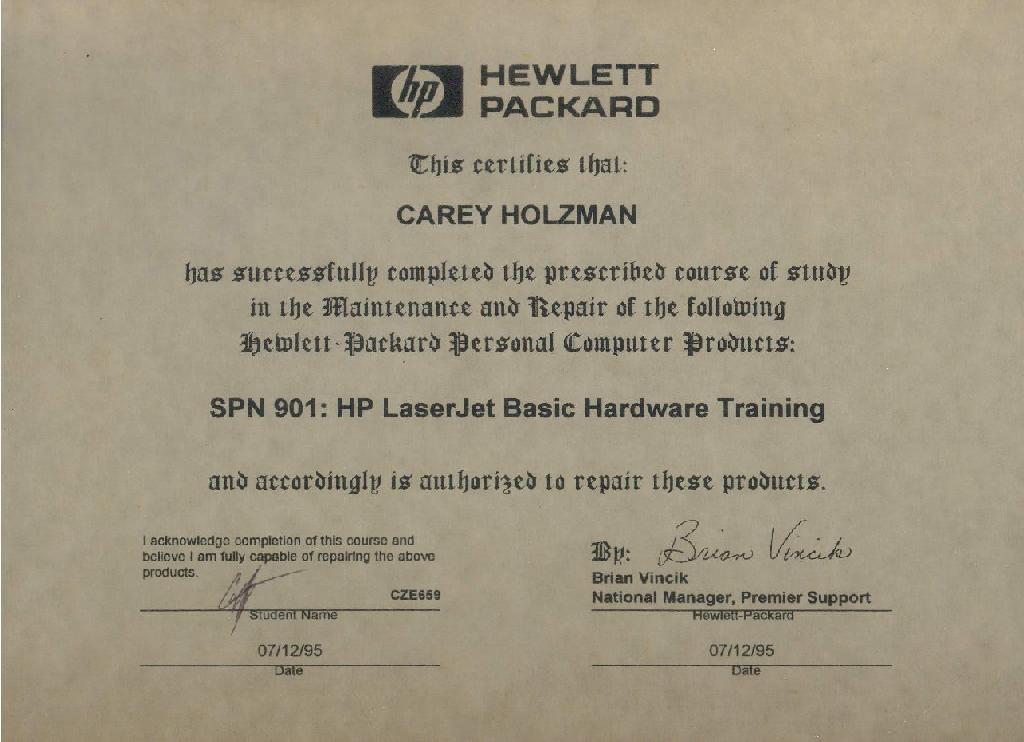 hp HEWLETT
PACKARD
This certifies that:
CAREY HOLZMAN
has successfully completed the prescribed course of study
in the Maintenance and Repair of the following
Hewlett-Packard Personal Computer Products:
SPN 901: HP LaserJet Basic Hardware Training
and accordingly is authorized to repair these products.
I acknowledge completion of this course and
believe I am fully capable of repairing the above
products.
CZE659
Student Name
07/12/95
Date
By: Brian Vincik
Brian Vincik
National Manager, Premier Support
Hewlett-Packard
07/12/95
Date